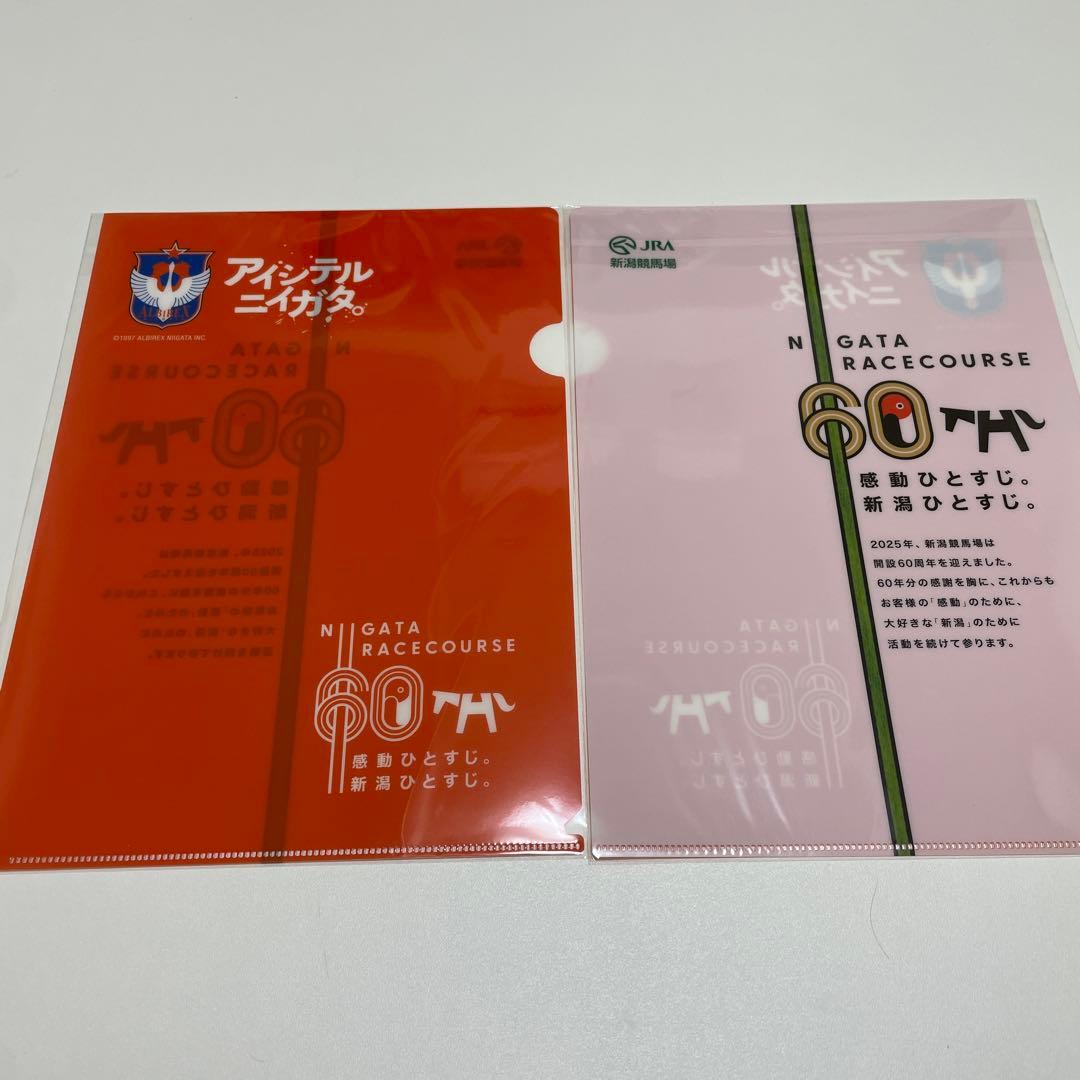 ALBIREX
アイシテル
ニイガタ。
©1997 ALBIREX NIIGATA INC.
NIIGATA
RACECOURSE
60TH
感動ひとすじ。
新潟ひとすじ。
JRA
新潟競馬場
NIIGATA
RACECOURSE
60TH
感動ひとすじ。
新潟ひとすじ。
2025年、新潟競馬場は
開設60周年を迎えました。
60年分の感謝を胸に、これからも
お客様の「感動」のために、
大好きな「新潟」のために
活動を続けて参ります。